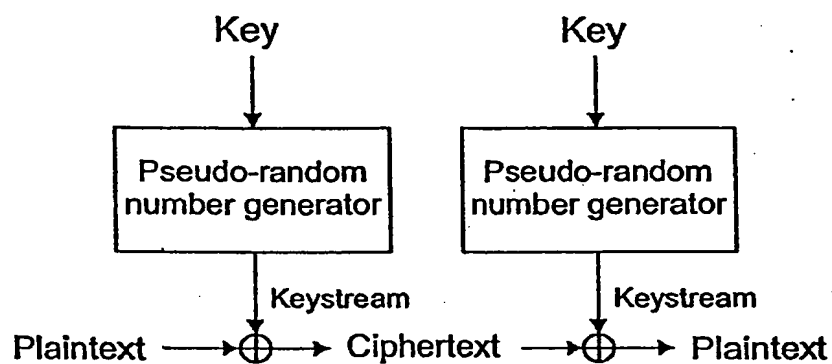 Key Key
Pseudo-random Pseudo-random
number generator number generator
Keystream Keystream
Plaintext Ciphertext Plaintext